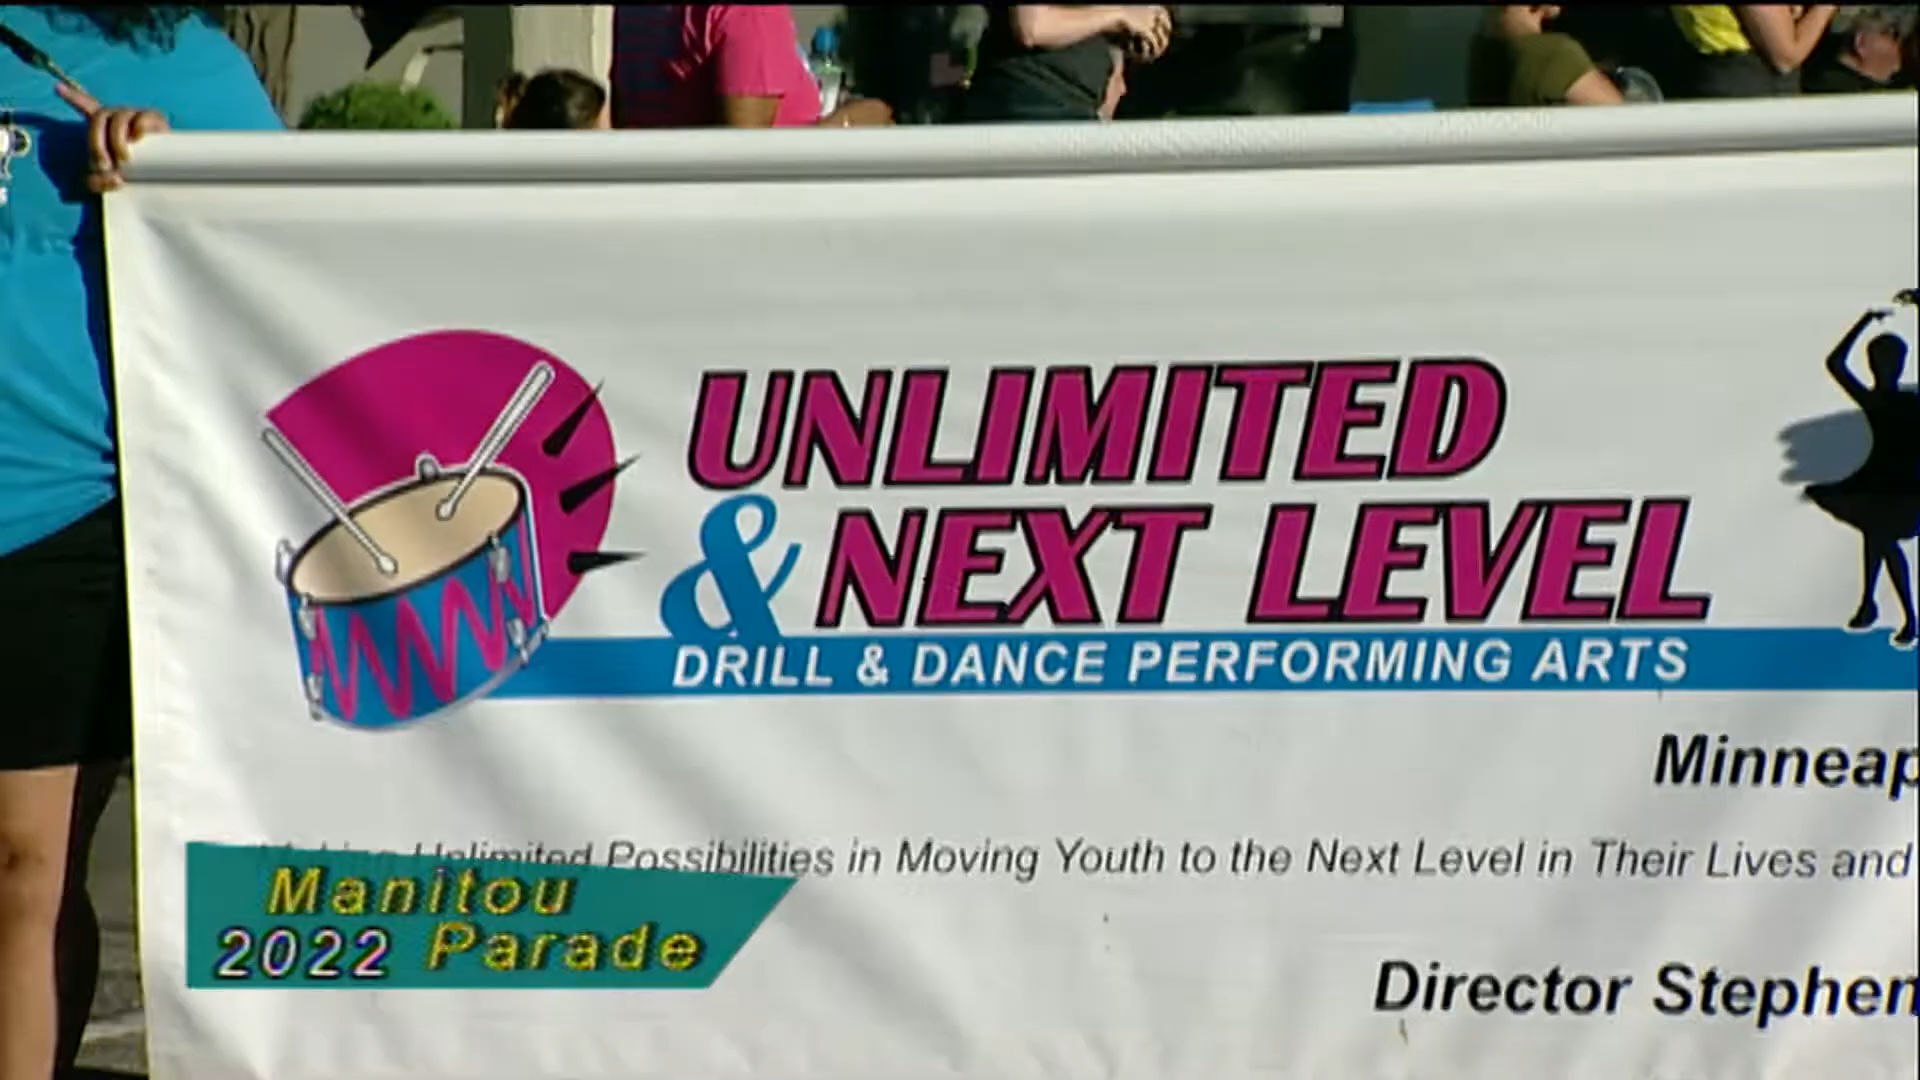 UNLIMITED
& NEXT LEVEL
DRILL & DANCE PERFORMING ARTS
Minneap
Unlimited Possibilities in Moving Youth to the Next Level in Their Lives and
Manitou
2022 Parade
Director Stephen